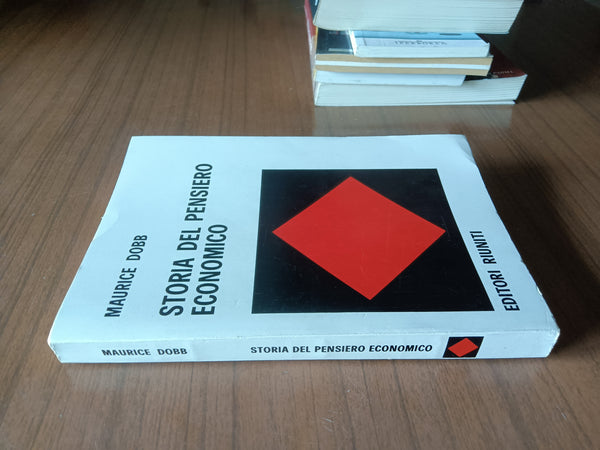 MAURICE DOBB
STORIA DEL PENSIERO
ECONOMICO
EDITORI RIUNITI
MAURICE DOBB
STORIA DEL PENSIERO ECONOMICO